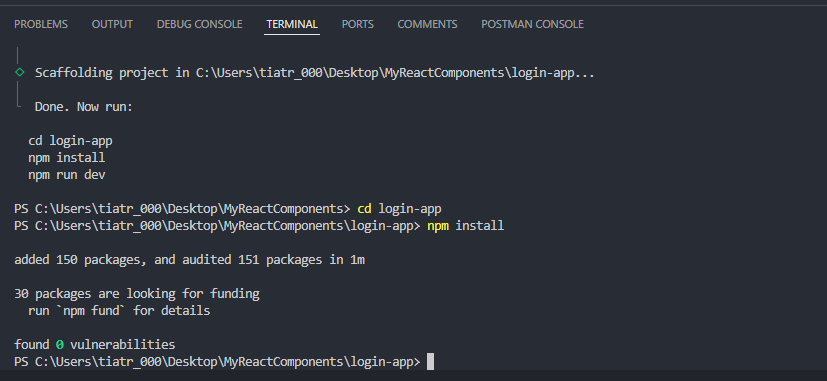 PROBLEMS OUTPUT DEBUG CONSOLE TERMINAL PORTS COMMENTS POSTMAN CONSOLE
Scaffolding project in C:\Users\tiatr_000\Desktop\MyReactComponents\login-app...
Done. Now run:
cd login-app
npm install
npm run dev
PS C:\Users\tiatr_000\Desktop\MyReactComponents> cd login-app
PS C:\Users\tiatr_000\Desktop\MyReactComponents\login-app> npm install
added 150 packages, and audited 151 packages in 1m
30 packages are looking for funding
run `npm fund` for details
found 0 vulnerabilities
PS C:\Users\tiatr_000\Desktop\MyReactComponents\login-app>